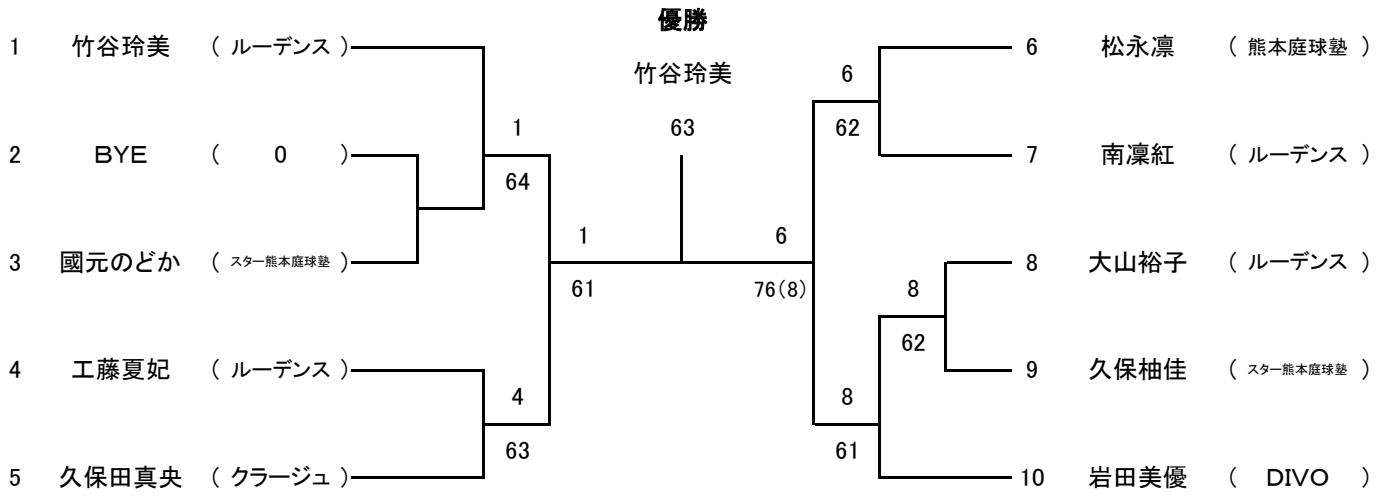 優勝
1 竹谷玲美 ( ルーデンス ) 6 松永凛 ( 熊本庭球塾 )
竹谷玲美 6
1 63 62
2 BYE ( 0 ) 7 南凜紅 ( ルーデンス )
64
1 6
3 國元のどか ( スター熊本庭球塾 ) 8 大山裕子 ( ルーデンス )
61 76(8) 8
62
4 工藤夏妃 ( ルーデンス ) 9 久保柚佳 ( スター熊本庭球塾 )
4 8
63 61
5 久保田真央 ( クラージュ ) 10 岩田美優 ( DIVO )